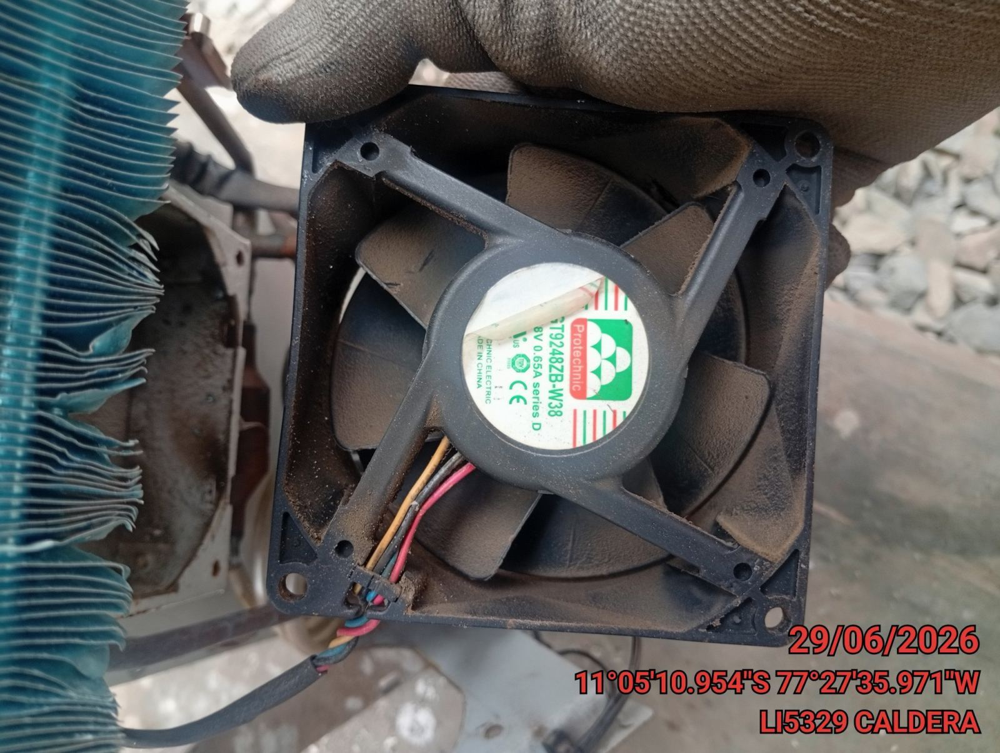 Protechnic
GT9248ZB-W38
8V 0.65A series D
US
CE
CHNIC ELECTRIC
ADE IN CHINA
29/06/2026
11°05'10.954"S 77°27'35.971"W
LI5329 CALDERA